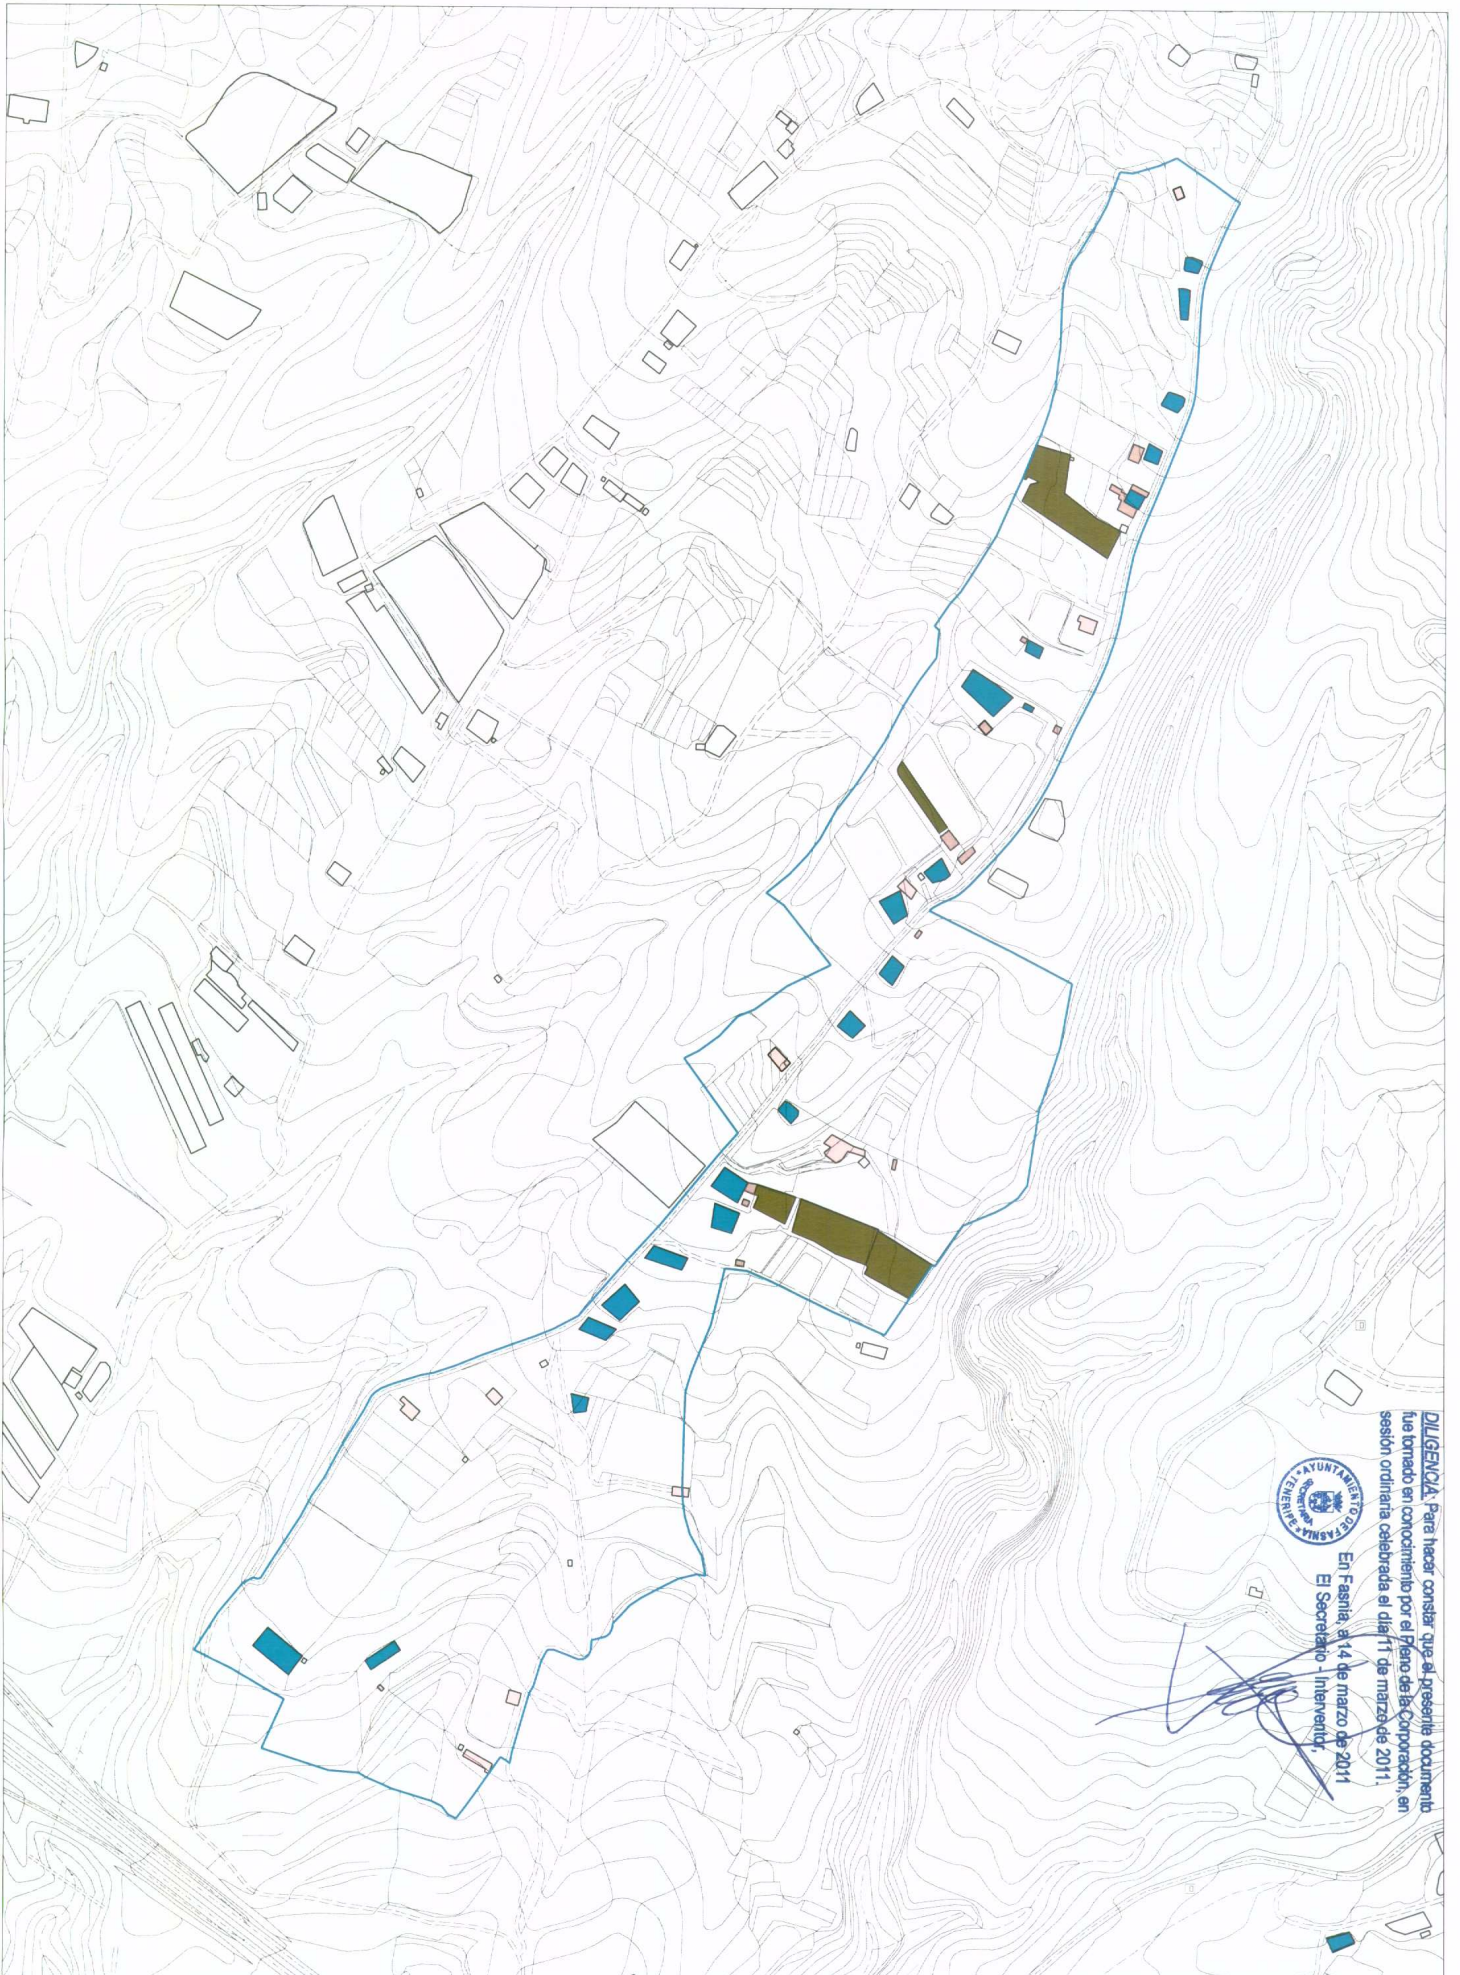 DILIGENCIA: Para hacer constar que el presente documento
fue tomado en conocimiento por el Pleno de la Corporación, en
sesión ordinaria celebrada el día 11 de marzo de 2011.
En Fasnia, a 14 de marzo de 2011
El Secretario - Interventor,
AYUNTAMIENTO DE FASNIA
TENERIFE